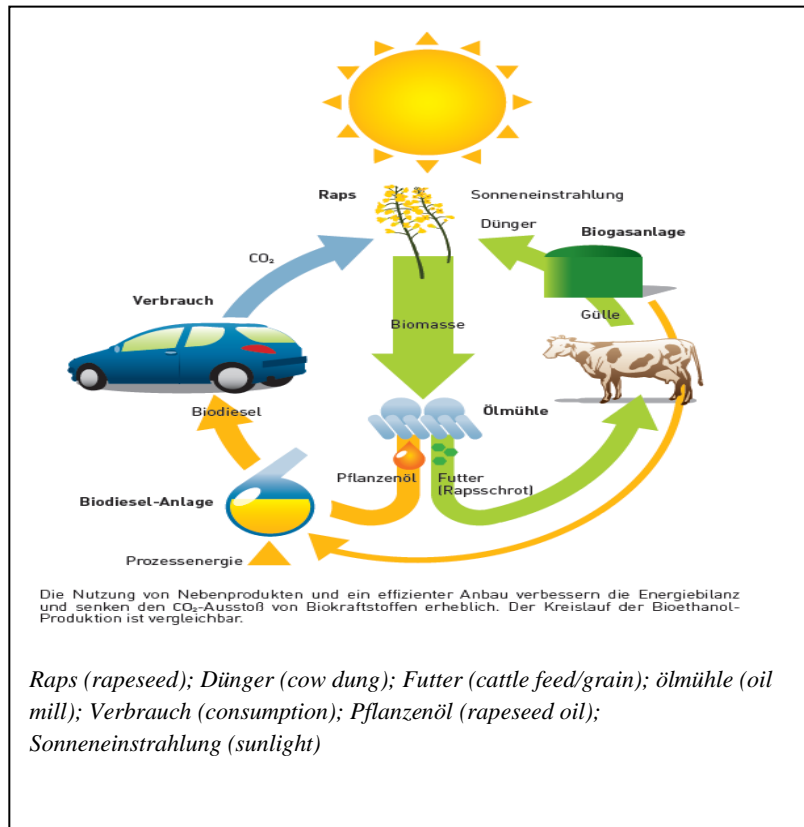 Raps
Sonneneinstrahlung
Dünger
Biogasanlage
CO₂
Verbrauch
Gülle
Biomasse
Biodiesel
Ölmühle
Pflanzenöl
Futter
(Rapsschrot)
Biodiesel-Anlage
Prozessenergie
Die Nutzung von Nebenprodukten und ein effizienter Anbau verbessern die Energiebilanz
und senken den CO₂-Ausstoß von Biokraftstoffen erheblich. Der Kreislauf der Bioethanol-
Produktion ist vergleichbar.
Raps (rapeseed); Dünger (cow dung); Futter (cattle feed/grain); ölmühle (oil
mill); Verbrauch (consumption); Pflanzenöl (rapeseed oil);
Sonneneinstrahlung (sunlight)